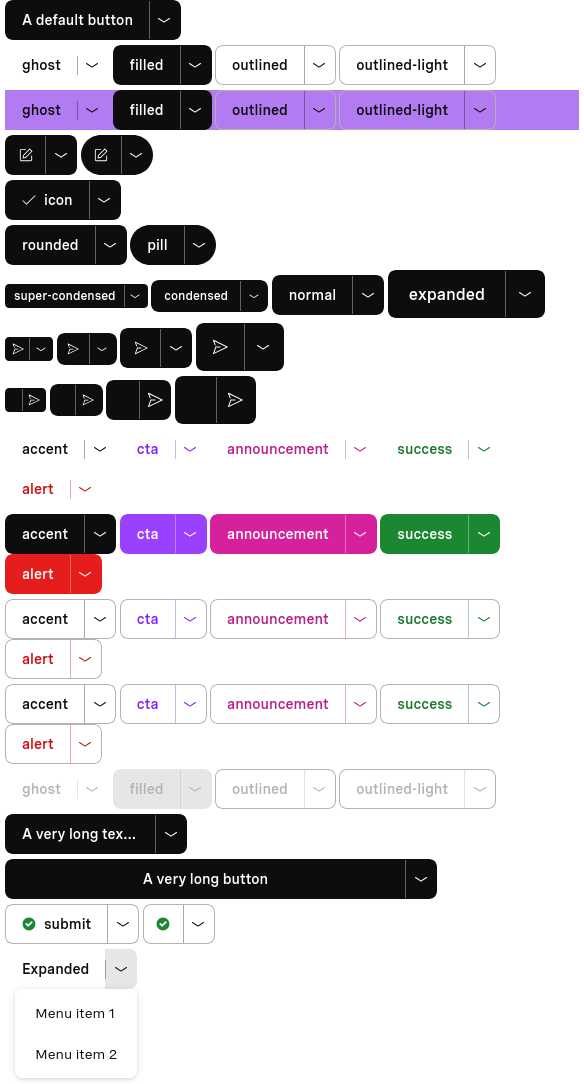 A default button
ghost filled outlined outlined-light
ghost filled outlined outlined-light
icon
rounded pill
super-condensed condensed normal expanded
accent cta announcement success
alert
accent cta announcement success
alert
accent cta announcement success
alert
accent cta announcement success
alert
ghost filled outlined outlined-light
A very long tex...
A very long button
submit
Expanded
Menu item 1
Menu item 2